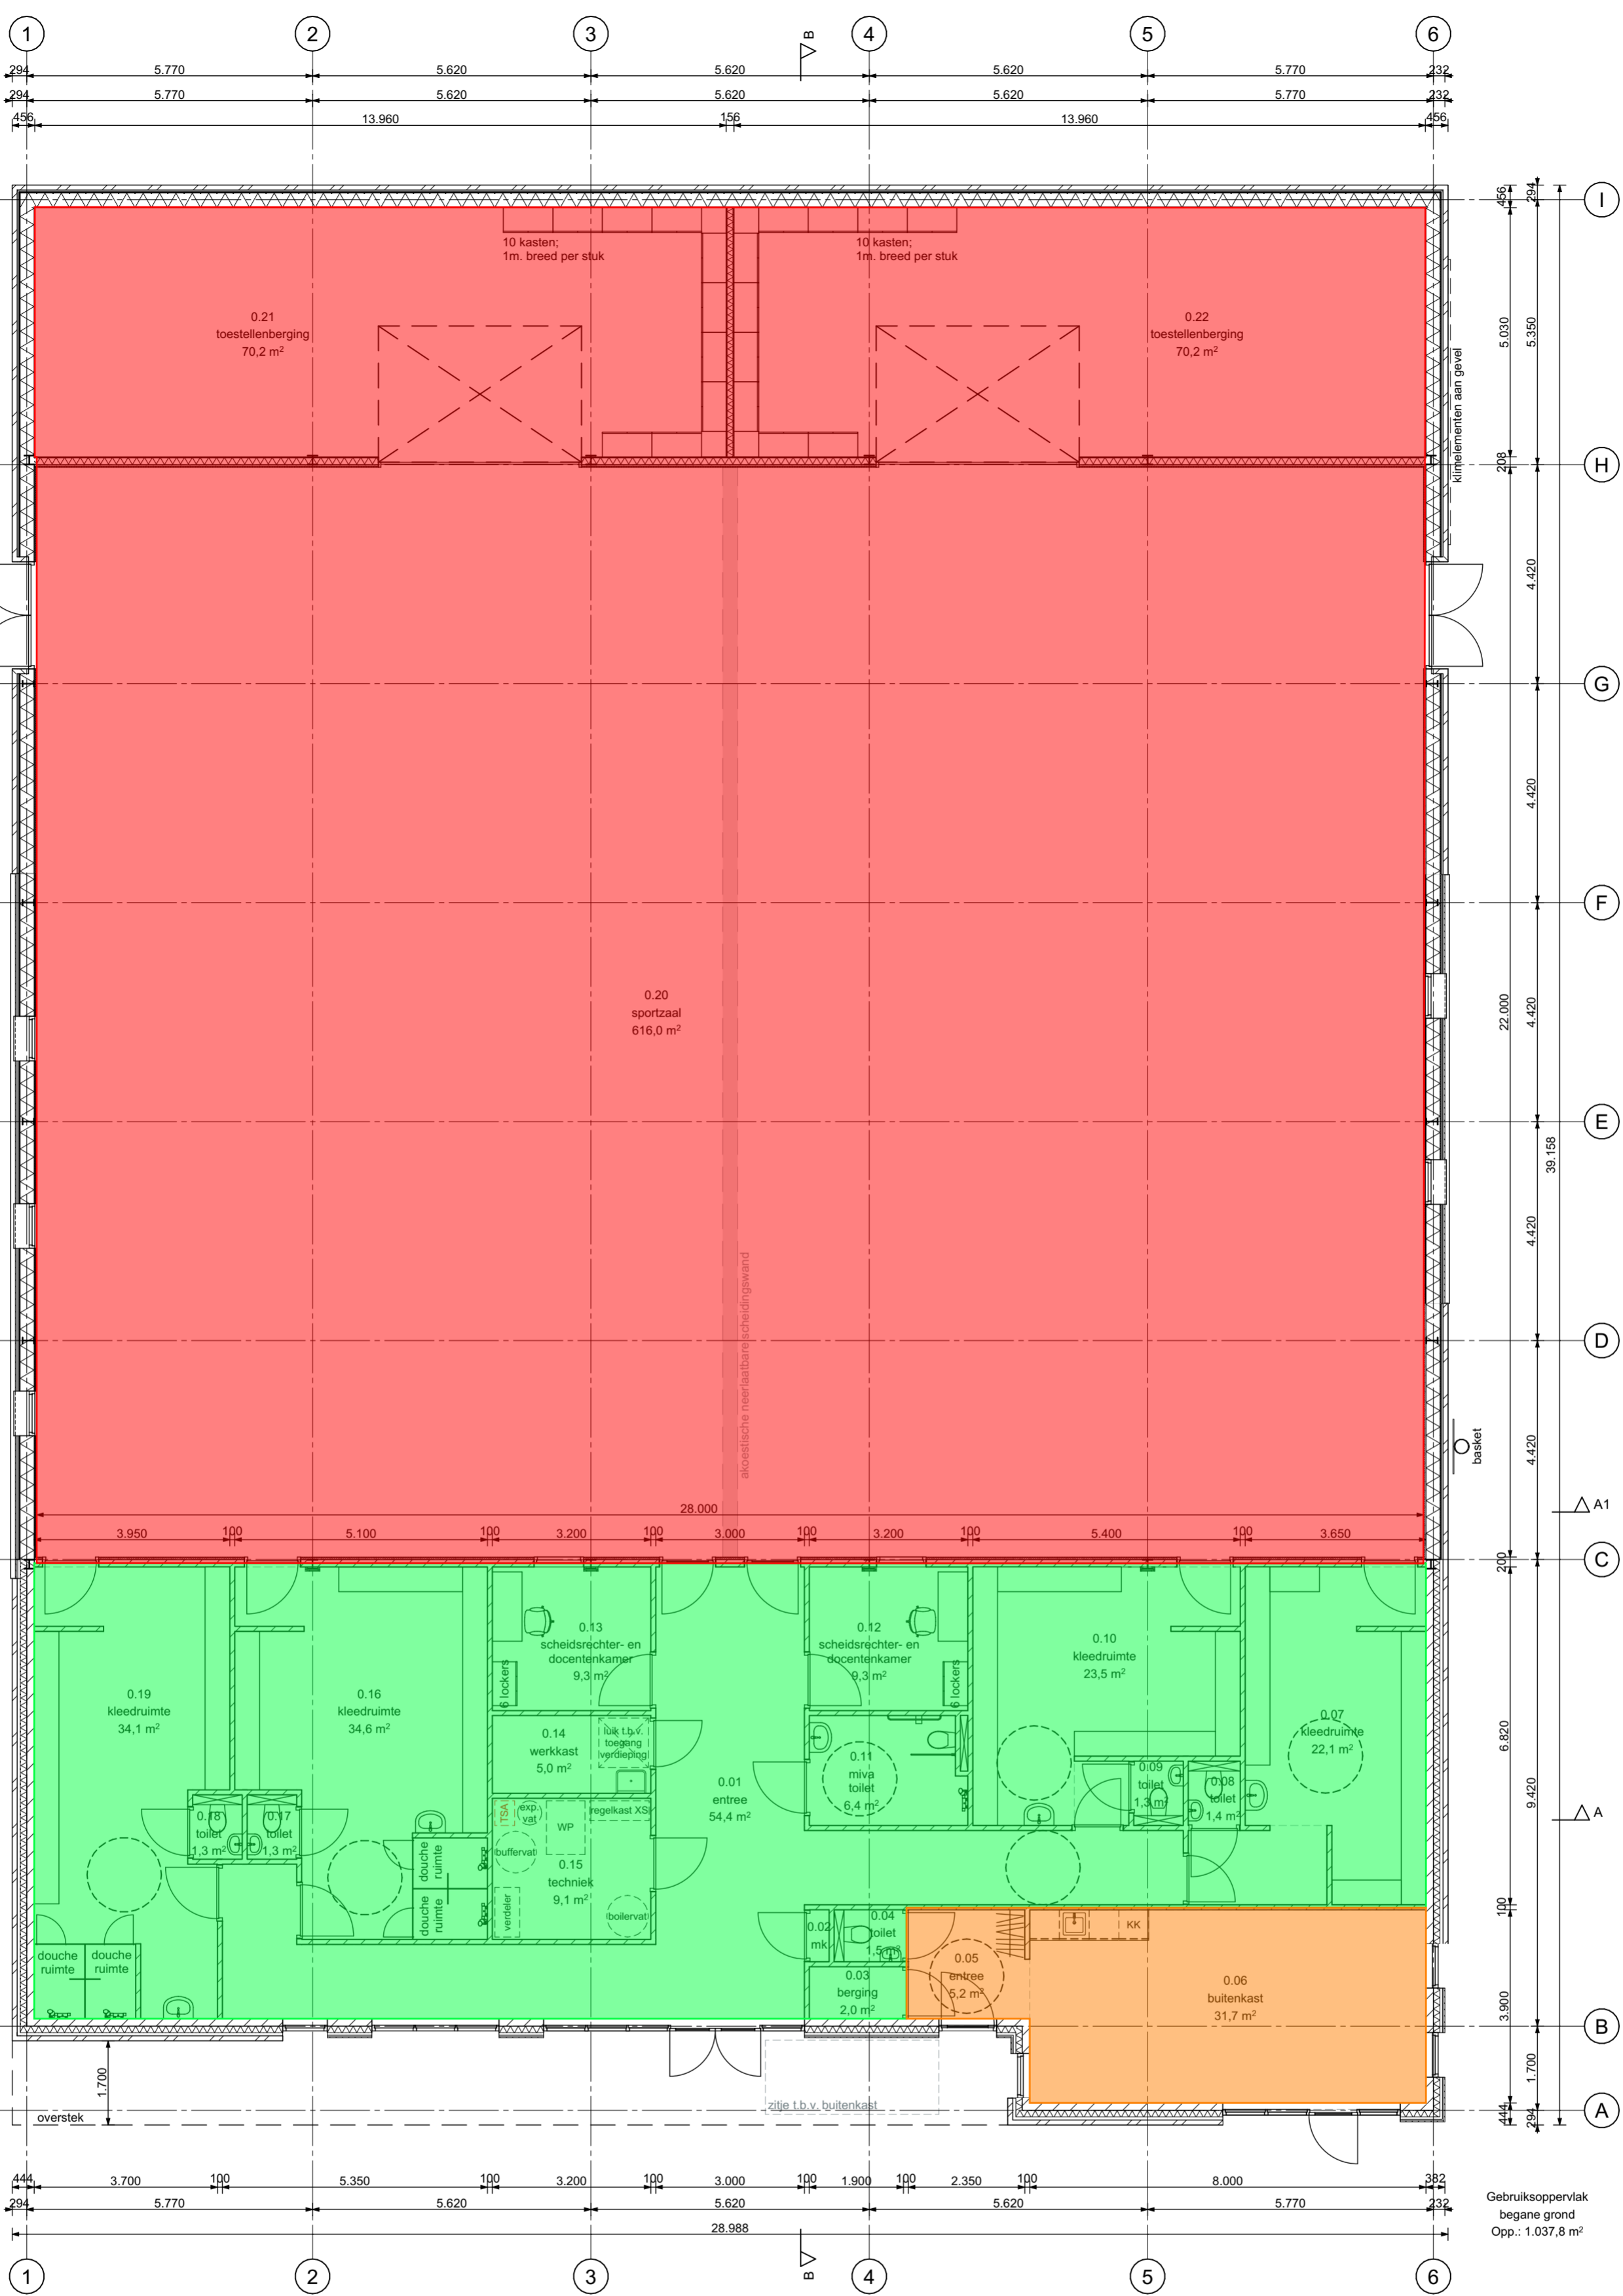 1 2 3 4 5 6
B
294 5.770 5.620 5.620 5.620 5.770 232
294 5.770 5.620 5.620 5.620 5.770 232
456 13.960 156 13.960 456
I
456
294
10 kasten;
1m. breed per stuk
10 kasten;
1m. breed per stuk
0.21
toestellenberging
70,2 m²
0.22
toestellenberging
70,2 m²
5.030
5.350
klimelementen aan gevel
208
H
4.420
G
4.420
F
0.20
sportzaal
616,0 m²
22.000
4.420
E
39.158
4.420
D
akoestische neerlaatbare scheidingswand
basket
4.420
A1
28.000
3.950 100 5.100 100 3.200 100 3.000 100 3.200 100 5.400 100 3.650
200
C
0.19
kleedruimte
34,1 m²
0.16
kleedruimte
34,6 m²
0.13
scheidsrechter- en
docentenkamer
9,3 m²
6 lockers
0.12
scheidsrechter- en
docentenkamer
9,3 m²
6 lockers
0.10
kleedruimte
23,5 m²
0.07
kleedruimte
22,1 m²
0.14
werkkast
5,0 m²
luik t.b.v.
toegang
verdieping
0.01
entree
54,4 m²
0.11
miva
toilet
6,4 m²
0.09
toilet
1,3 m²
0.08
toilet
1,4 m²
6.820
9.420
A
0.18
toilet
1,3 m²
0.17
toilet
1,3 m²
douche
ruimte
douche
ruimte
TSA
exp.
vat
WP
regelkast XS
buffervat
0.15
techniek
9,1 m²
verdeler
boilervat
100
douche
ruimte
douche
ruimte
0.02
mk
0.04
toilet
1,5 m²
0.03
berging
2,0 m²
0.05
entree
5,2 m²
KK
0.06
buitenkast
31,7 m²
3.900
B
1.700
1.700
overstek
zitje t.b.v. buitenkast
444
294
A
444 3.700 100 5.350 100 3.200 100 3.000 100 1.900 100 2.350 100 8.000 382
294 5.770 5.620 5.620 5.620 5.770 232
28.988
Gebruiksoppervlak
begane grond
Opp.: 1.037,8 m²
B
1 2 3 4 5 6